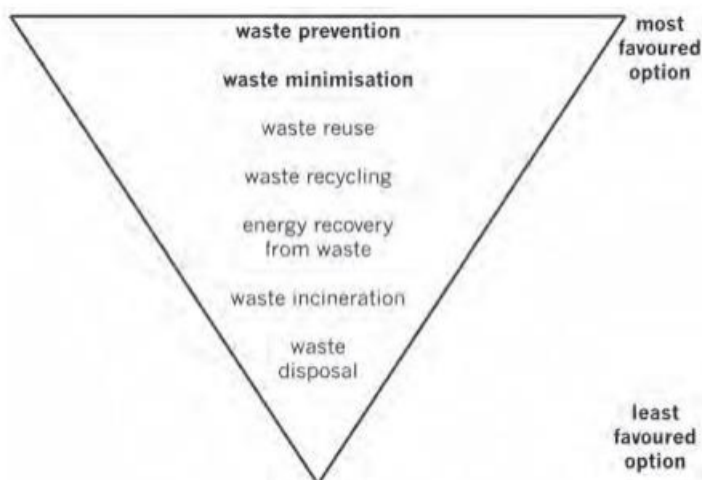 waste prevention
most
favoured
option
waste minimisation
waste reuse
waste recycling
energy recovery
from waste
waste incineration
waste
disposal
least
favoured
option